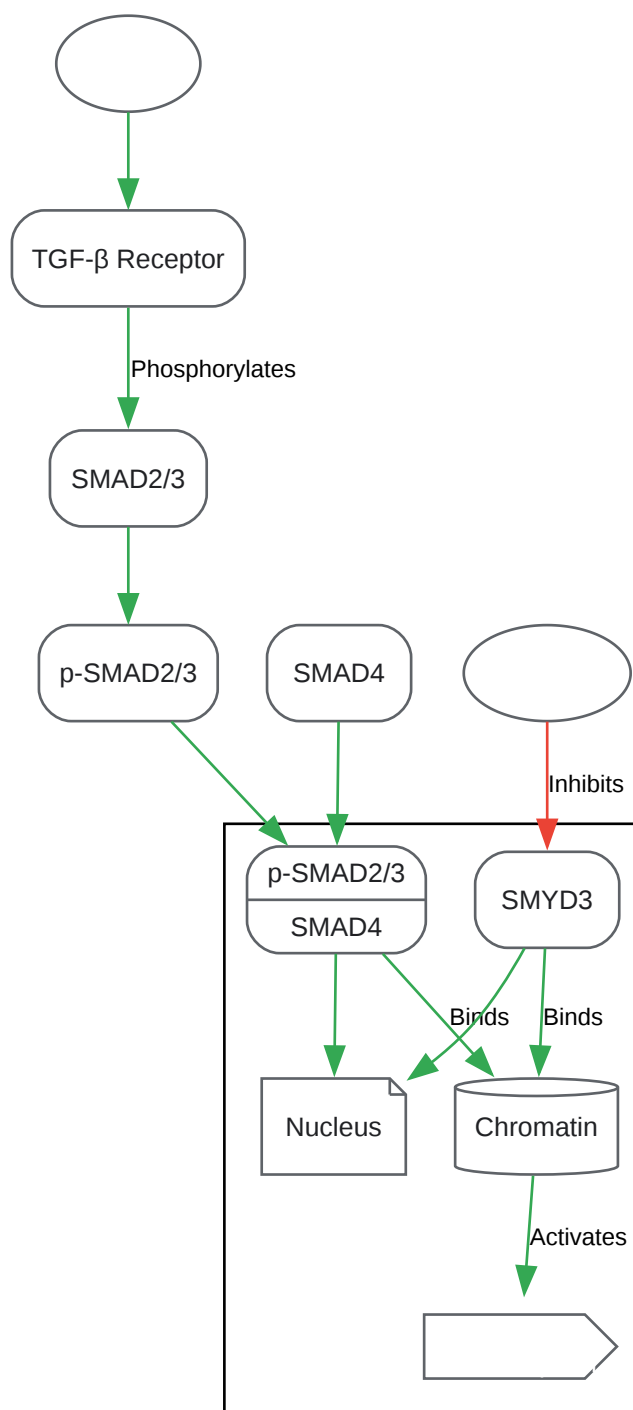 TGF-β Receptor
Phosphorylates
SMAD2/3
p-SMAD2/3
SMAD4
Inhibits
p-SMAD2/3
SMAD4
SMYD3
Binds
Binds
Nucleus
Chromatin
Activates